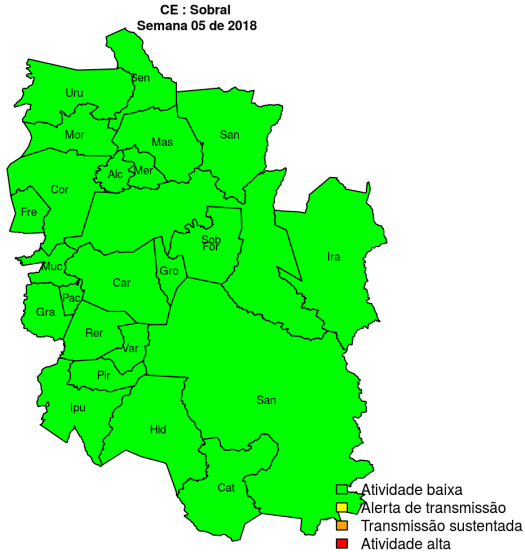 CE : Sobral
Semana 05 de 2018
Sen
Uru
Mor
Mas
San
Alc
Mer
Cor
Fre
Sob
For
Ira
Muc
Gro
Car
Pac
Gra
Rer
Var
Pir
San
Ipu
Hid
Cat
Atividade baixa
Alerta de transmissão
Transmissão sustentada
Atividade alta